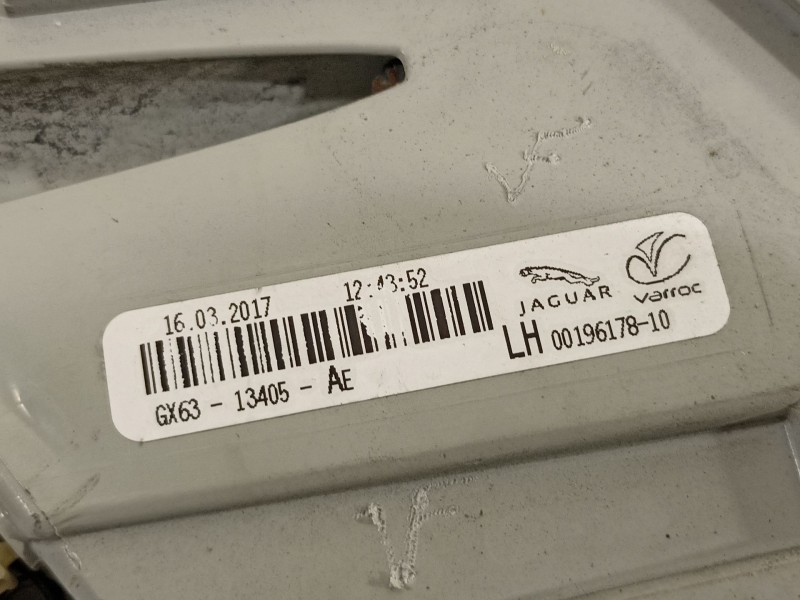 16.03.2017 12:43:52
JAGUAR varroc
LH 00196178-10
GX63 - 13405 - AE